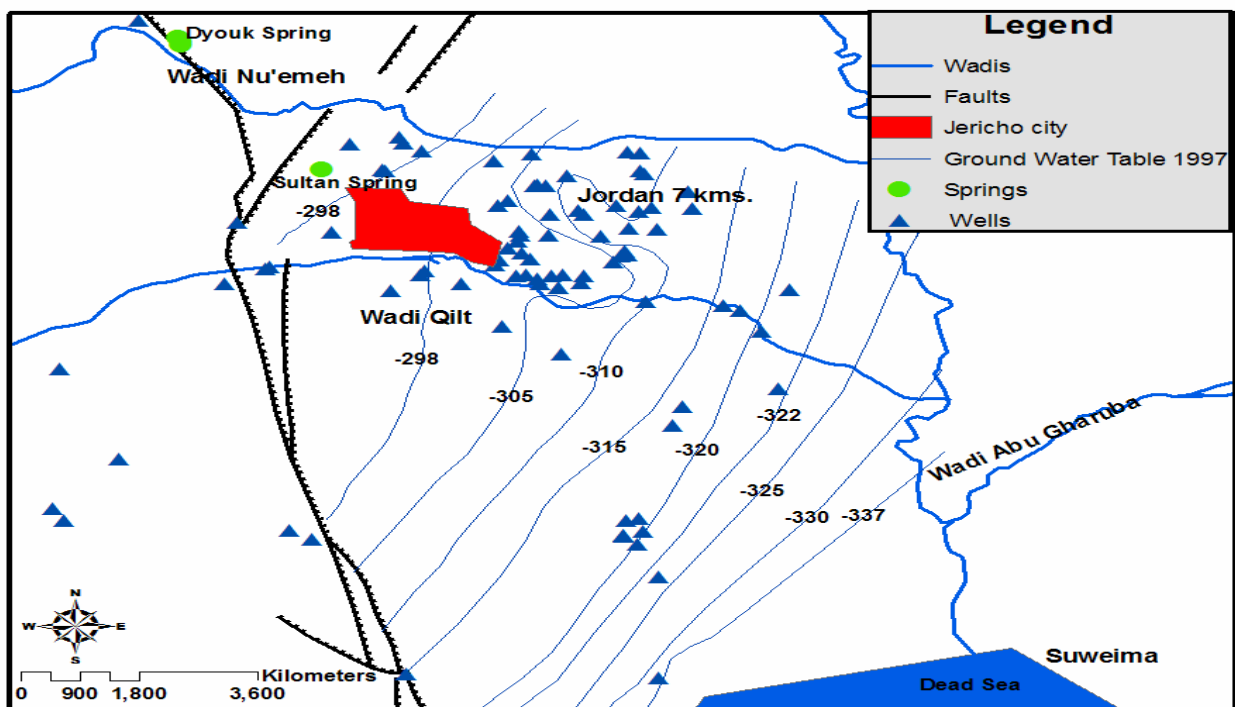 Legend
Wadis
Faults
Jericho city
Ground Water Table 1997
Springs
Wells
Dyouk Spring
Wadi Nu'emeh
Sultan Spring
-298
Jordan 7 kms.
Wadi Qilt
-298
-305
-310
-315
-320
-322
-325
-330
-337
Wadi Abu Gharuba
N
W E
S
Kilometers
0 900 1,800 3,600
Suweima
Dead Sea